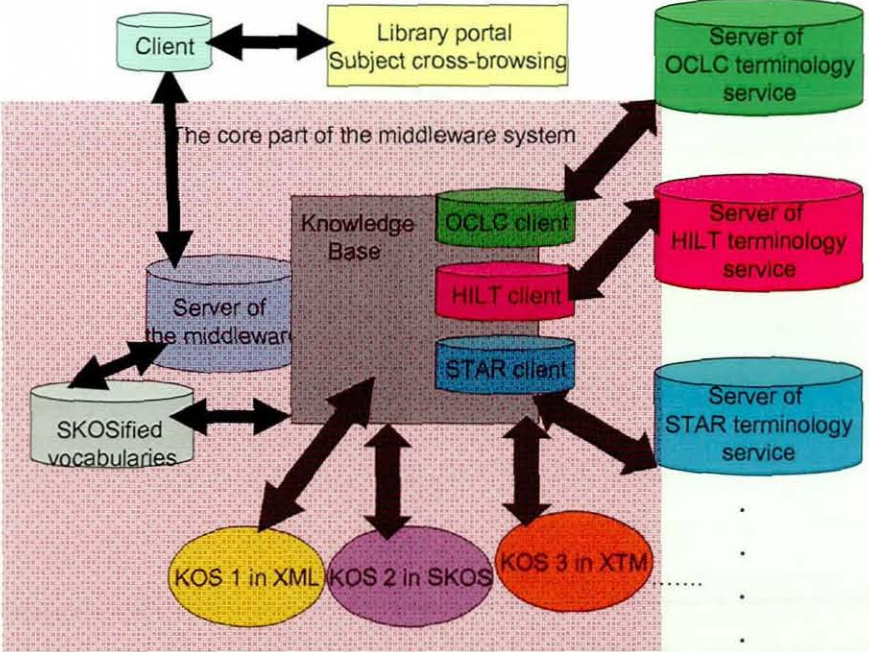 Client
Library portal
Subject cross-browsing
Server of
OCLC terminology
service
The core part of the middleware system
Knowledge
Base
OCLC client
Server of
HILT terminology
service
HILT client
Server of
the middleware
STAR client
Server of
STAR terminology
service
SKOSified
vocabularies
KOS 1 in XML
KOS 2 in SKOS
KOS 3 in XTM
........